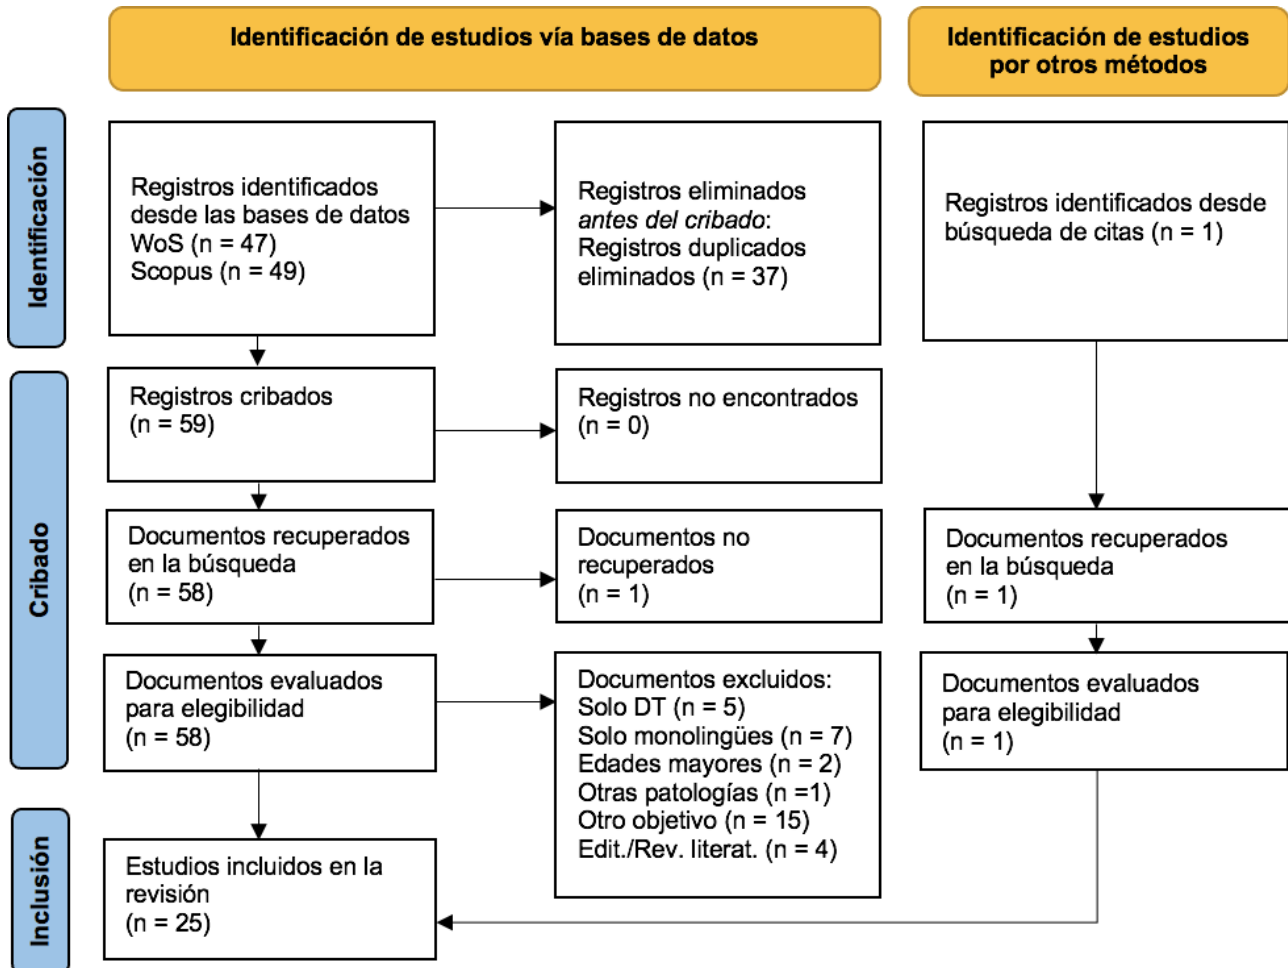 Identificación de estudios vía bases de datos
Identificación de estudios
por otros métodos
Identificación
Registros identificados
desde las bases de datos
WoS (n = 47)
Scopus (n = 49)
Registros eliminados
antes del cribado:
Registros duplicados
eliminados (n = 37)
Registros identificados desde
búsqueda de citas (n = 1)
Cribado
Registros cribados
(n = 59)
Registros no encontrados
(n = 0)
Documentos recuperados
en la búsqueda
(n = 58)
Documentos no
recuperados
(n = 1)
Documentos recuperados
en la búsqueda
(n = 1)
Documentos evaluados
para elegibilidad
(n = 58)
Documentos excluidos:
Solo DT (n = 5)
Solo monolingües (n = 7)
Edades mayores (n = 2)
Otras patologías (n =1)
Otro objetivo (n = 15)
Edit./Rev. literat. (n = 4)
Documentos evaluados
para elegibilidad
(n = 1)
Inclusión
Estudios incluidos en la
revisión
(n = 25)